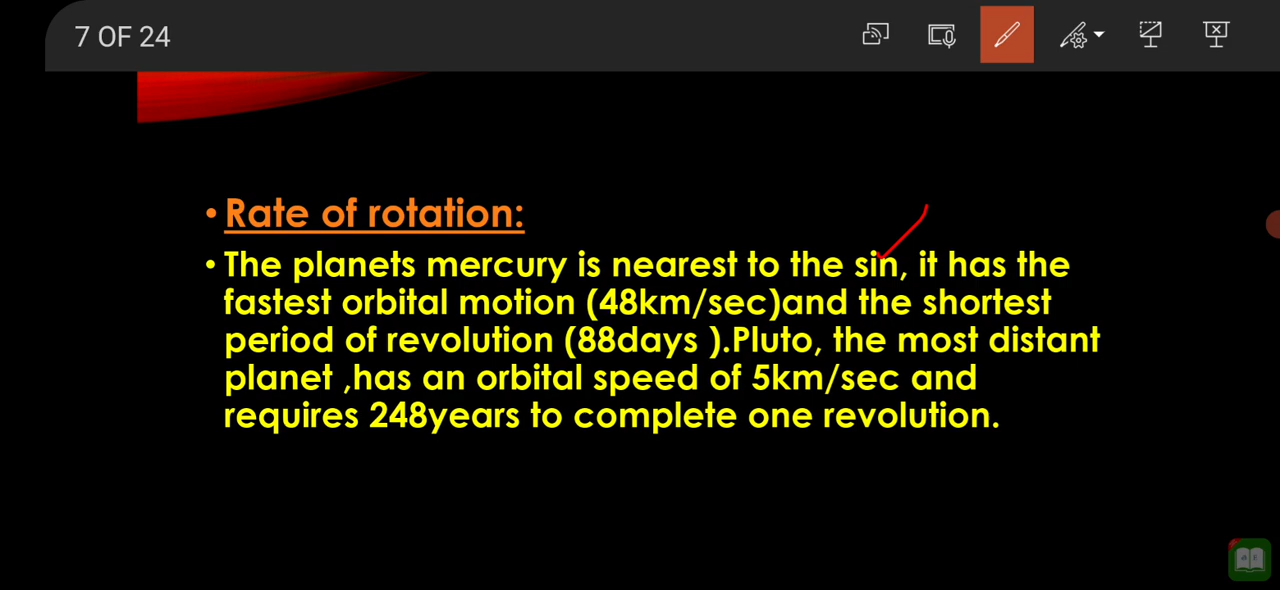 7 OF 24
• Rate of rotation:
• The planets mercury is nearest to the sin, it has the
fastest orbital motion (48km/sec)and the shortest
period of revolution (88days ).Pluto, the most distant
planet ,has an orbital speed of 5km/sec and
requires 248years to complete one revolution.